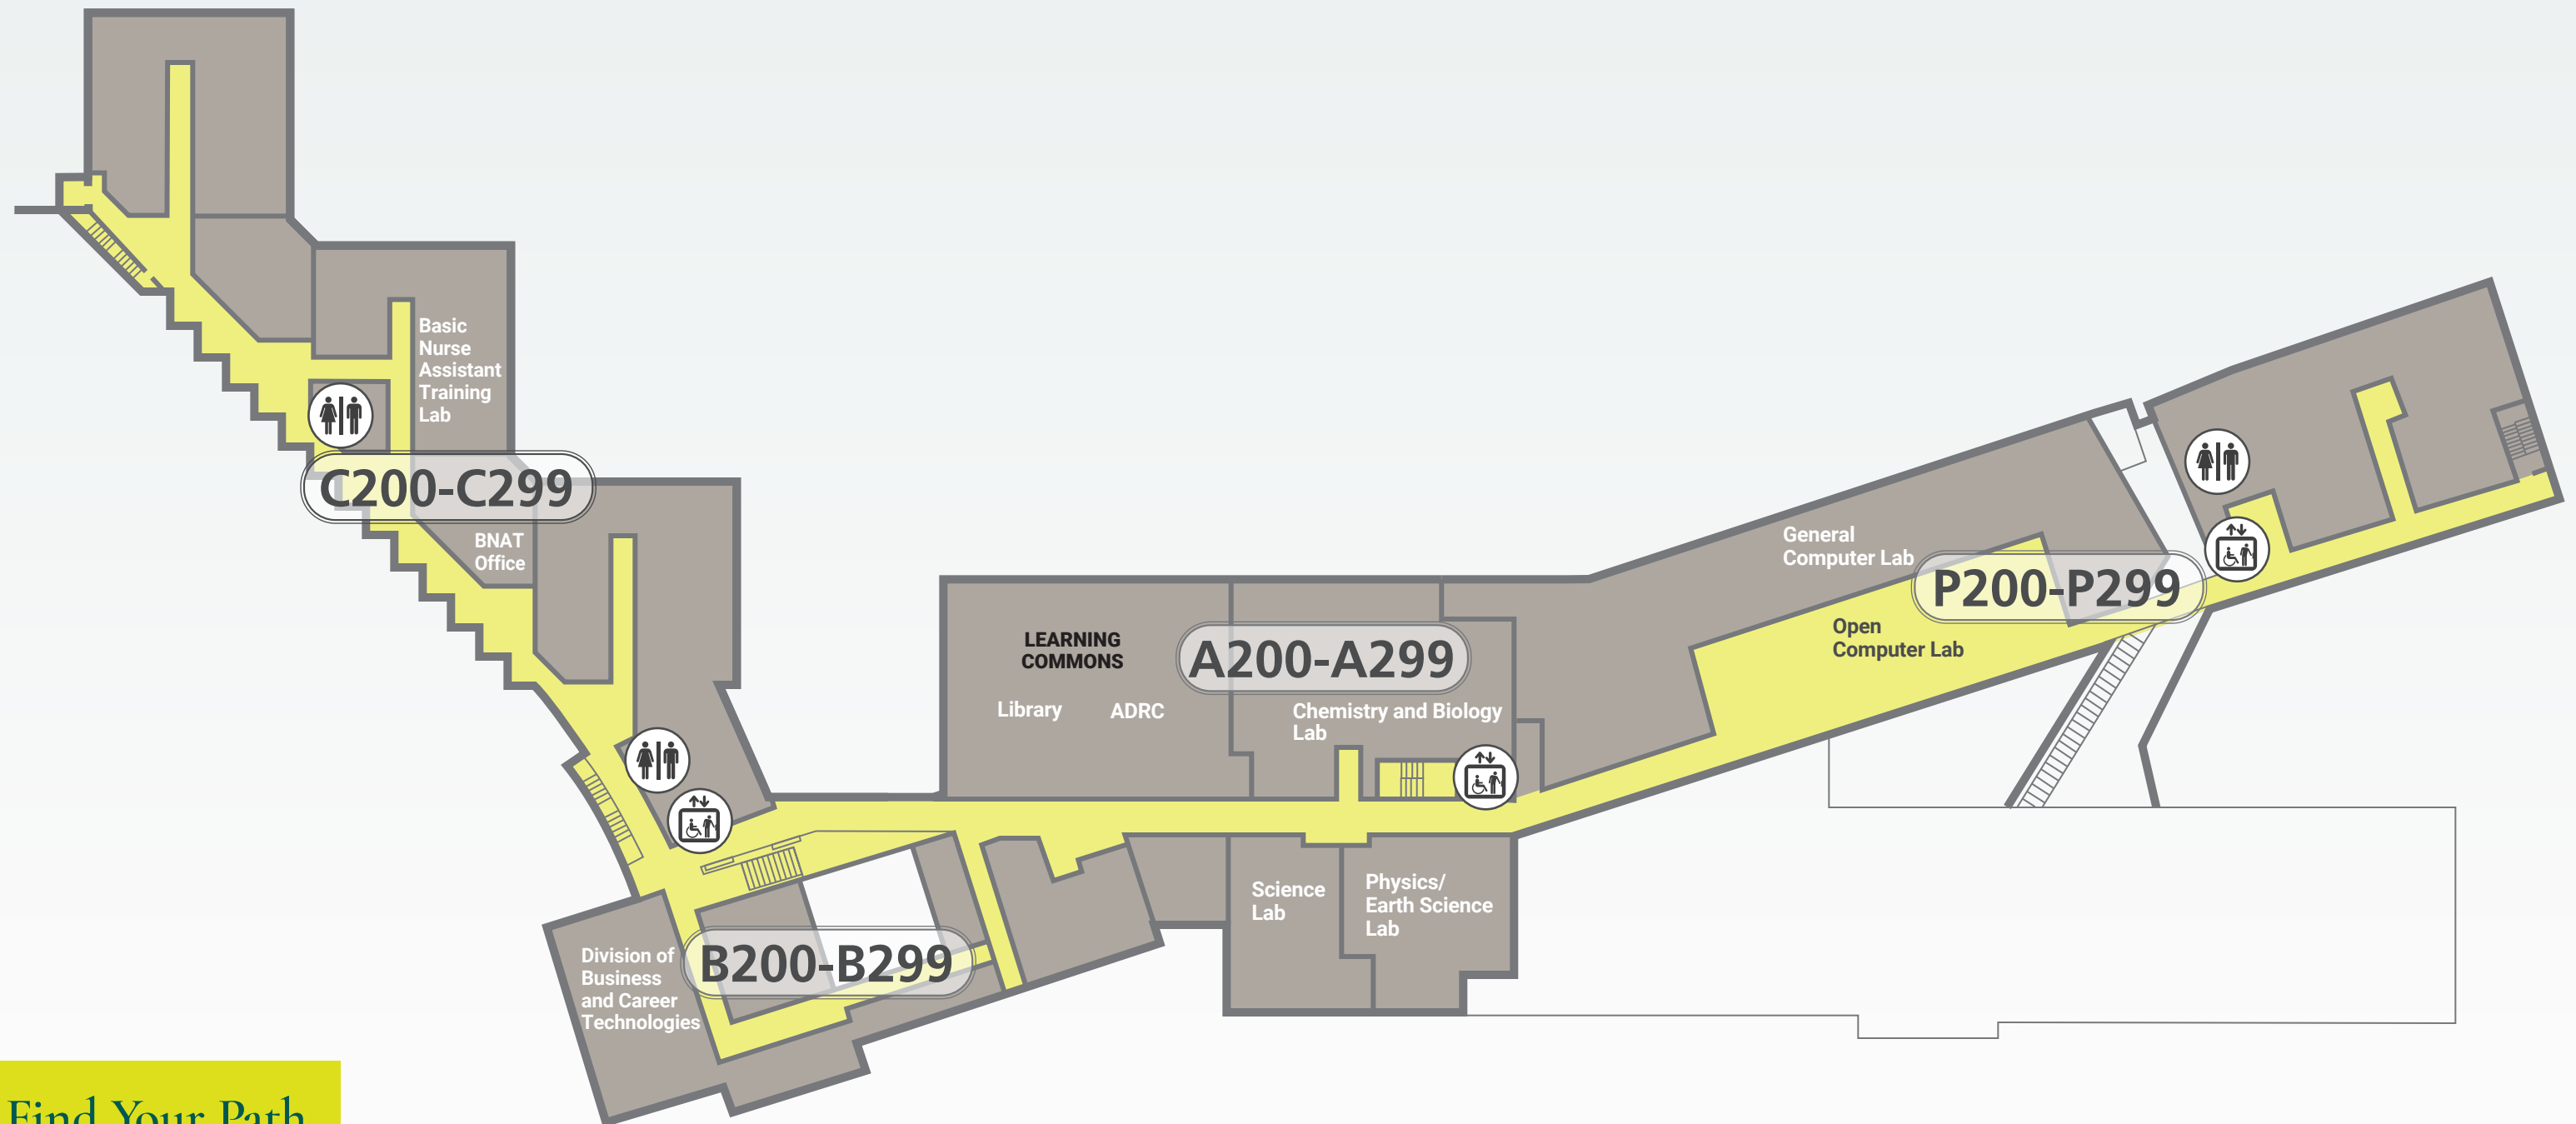 Basic
Nurse
Assistant
Training
Lab
C200-C299
BNAT
Office
LEARNING
COMMONS
Library
ADRC
A200-A299
Chemistry and Biology
Lab
General
Computer Lab
P200-P299
Open
Computer Lab
Science
Lab
Physics/
Earth Science
Lab
Division of
Business
and Career
Technologies
B200-B299
Find Your Path